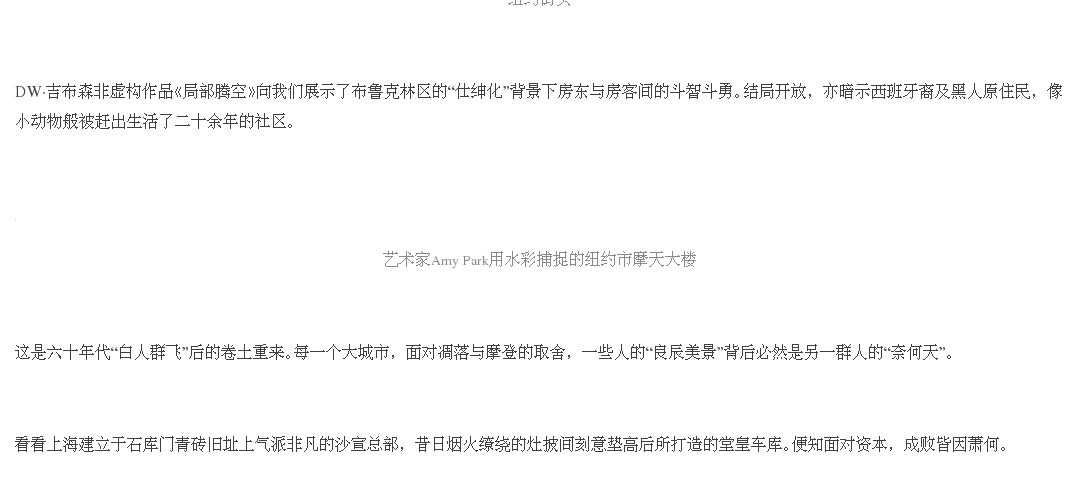 纽约街头
DW·吉布森非虚构作品《局部腾空》向我们展示了布鲁克林区的“仕绅化”背景下房东与房客间的斗智斗勇。结局开放，亦暗示西班牙裔及黑人原住民，像
小动物般被赶出生活了二十余年的社区。
艺术家Amy Park用水彩捕捉的纽约市摩天大楼
这是六十年代“白人群飞”后的卷土重来。每一个大城市，面对凋落与摩登的取舍，一些人的“良辰美景”背后必然是另一群人的“奈何天”。
看看上海建立于石库门青砖旧址上气派非凡的沙宣总部，昔日烟火缭绕的灶披间刻意垫高后所打造的堂皇车库。便知面对资本，成败皆因萧何。